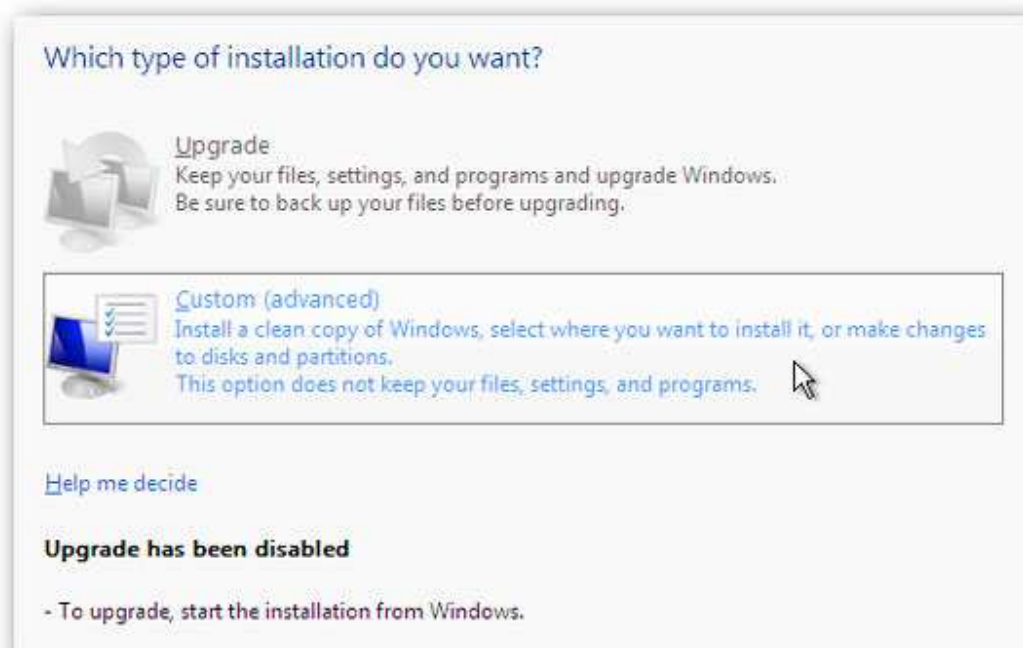 Which type of installation do you want?
Upgrade
Keep your files, settings, and programs and upgrade Windows.
Be sure to back up your files before upgrading.
Custom (advanced)
Install a clean copy of Windows, select where you want to install it, or make changes
to disks and partitions.
This option does not keep your files, settings, and programs.
Help me decide
Upgrade has been disabled
- To upgrade, start the installation from Windows.